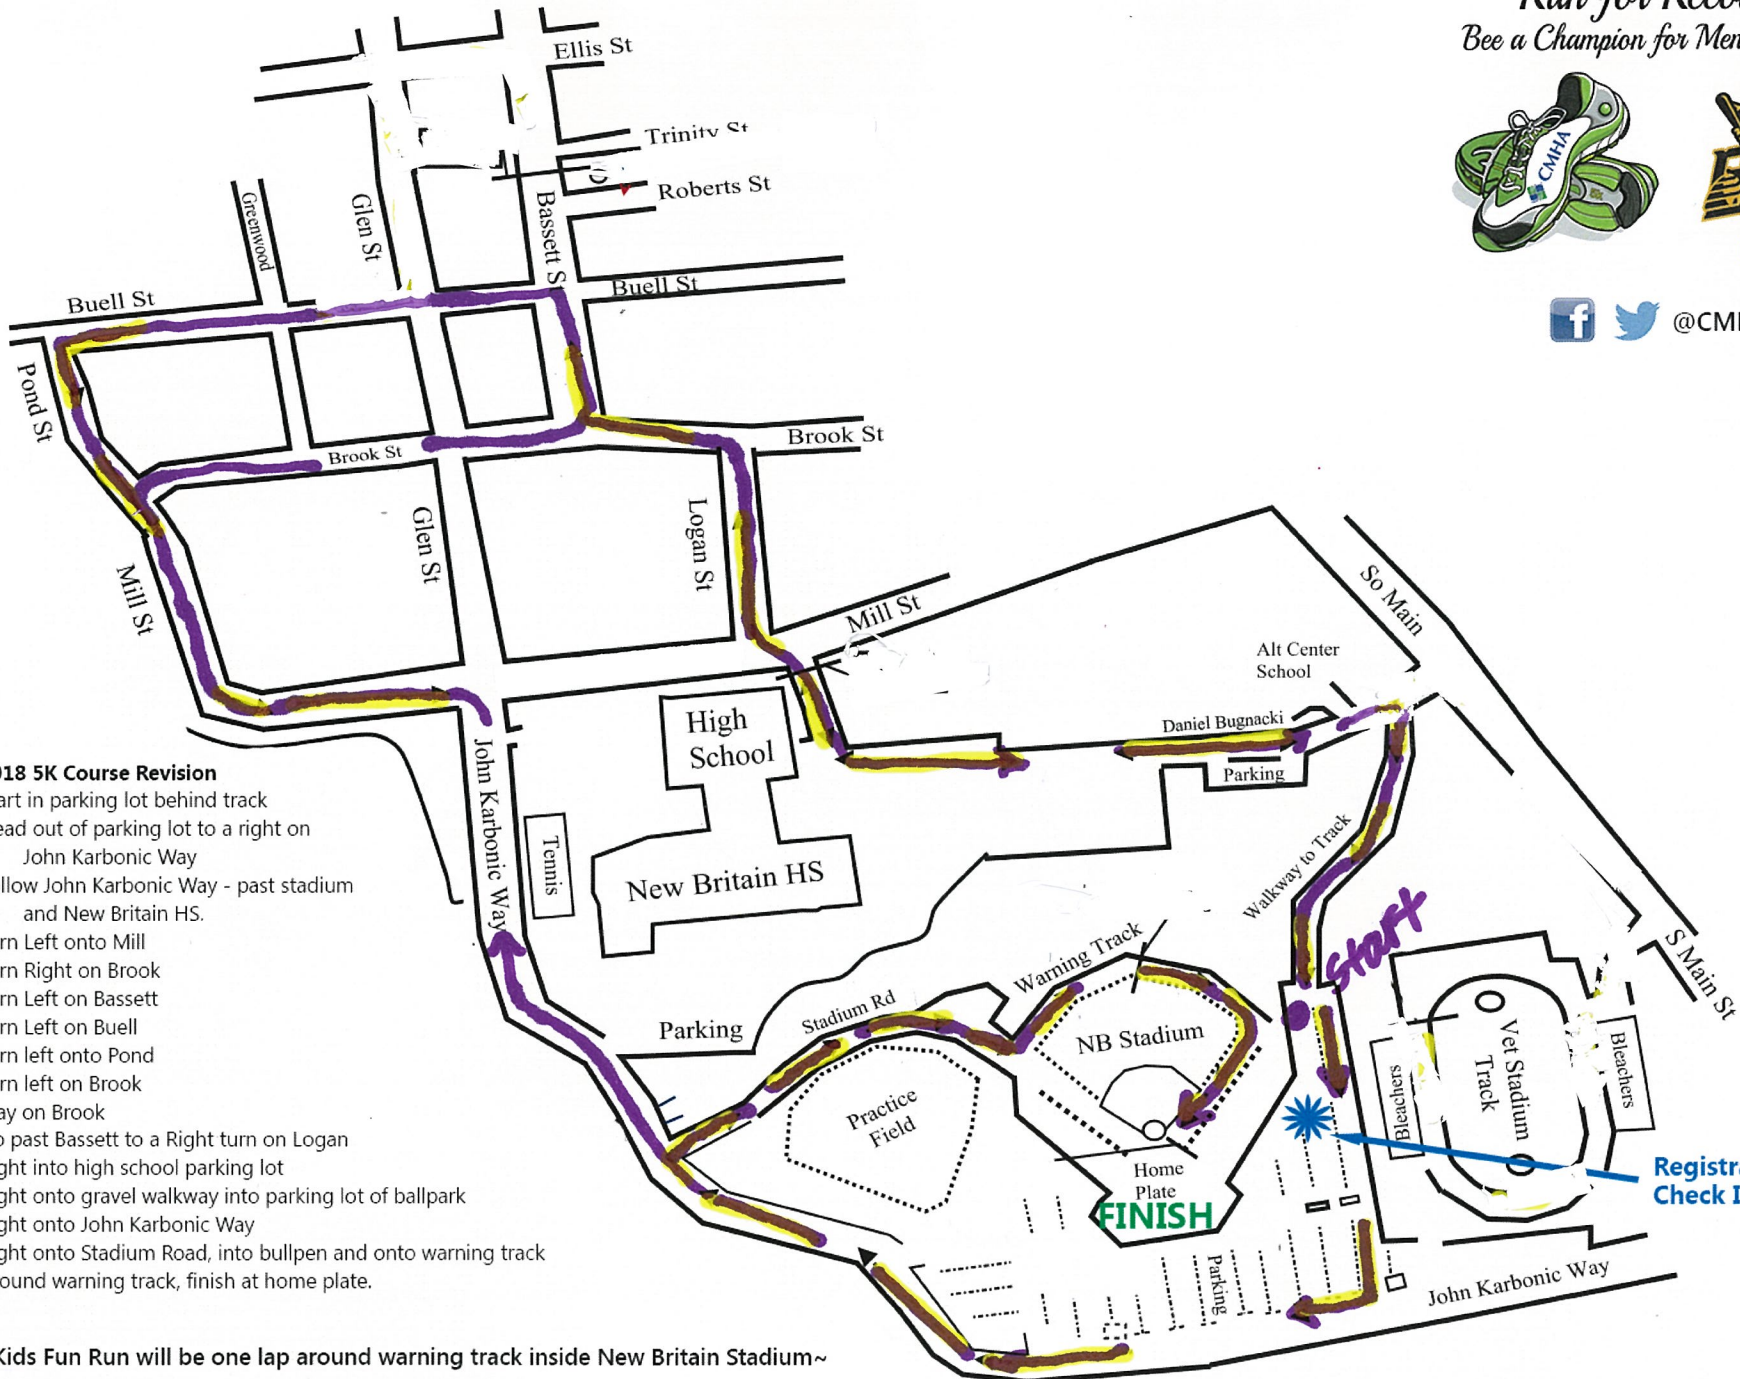 Bee a Champion for Men
Ellis St
Trinity St
CMHA
Roberts St
Greenwood
Glen St
Bassett S
Buell St
Buell St
@CM
Pond St
Brook St
Brook St
Glen St
Logan St
Mill St
So Main
Mill St
Alt Center
School
High
School
Daniel Bugnacki
Parking
John Karbonic Way
Tennis
New Britain HS
Walkway to Track
Start
S Main St
Warning Track
Stadium Rd
Parking
NB Stadium
Vet Stadium
Track
Bleachers
Bleachers
Practice
Field
Home
Plate
FINISH
Registr
Check I
Parking
John Karbonic Way
018 5K Course Revision
art in parking lot behind track
ead out of parking lot to a right on
John Karbonic Way
llow John Karbonic Way - past stadium
and New Britain HS.
rn Left onto Mill
rn Right on Brook
rn Left on Bassett
rn Left on Buell
rn left onto Pond
rn left on Brook
ay on Brook
o past Bassett to a Right turn on Logan
ght into high school parking lot
ght onto gravel walkway into parking lot of ballpark
ght onto John Karbonic Way
ght onto Stadium Road, into bullpen and onto warning track
ound warning track, finish at home plate.
Kids Fun Run will be one lap around warning track inside New Britain Stadium~